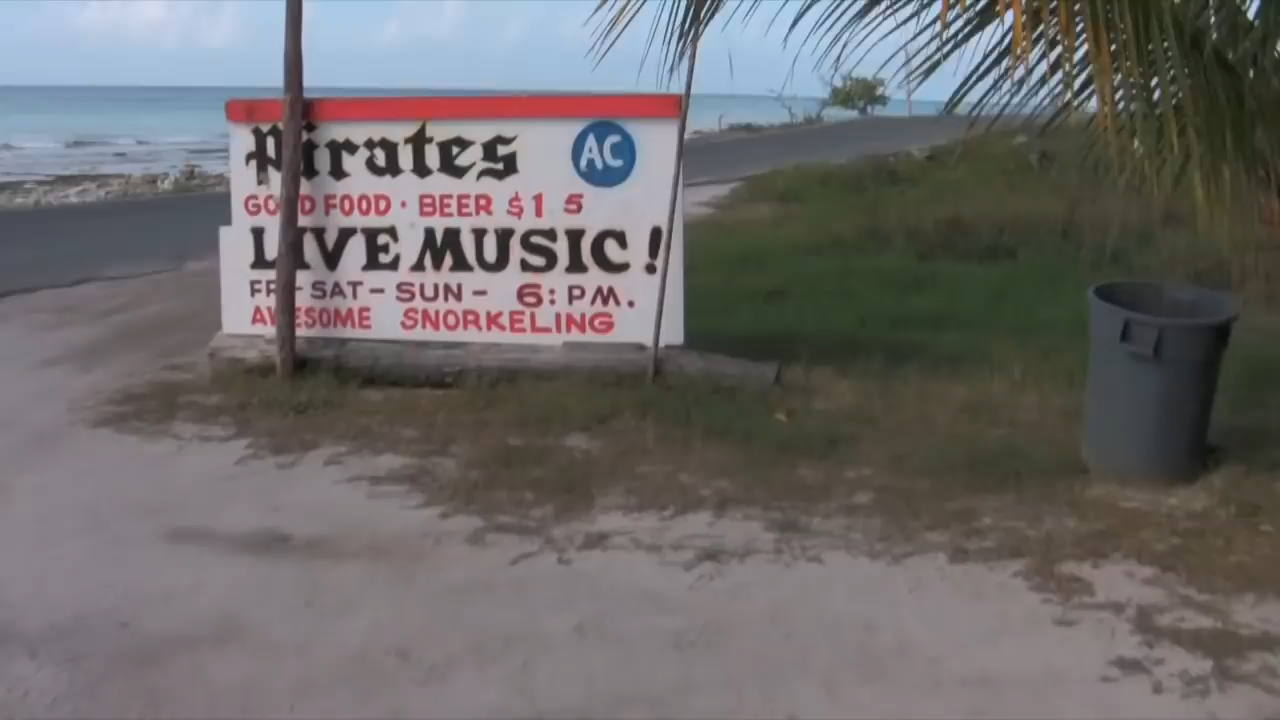 Pirates AC
GOOD FOOD · BEER $1 5
LIVE MUSIC!
FRI-SAT-SUN- 6:PM.
AWESOME SNORKELING